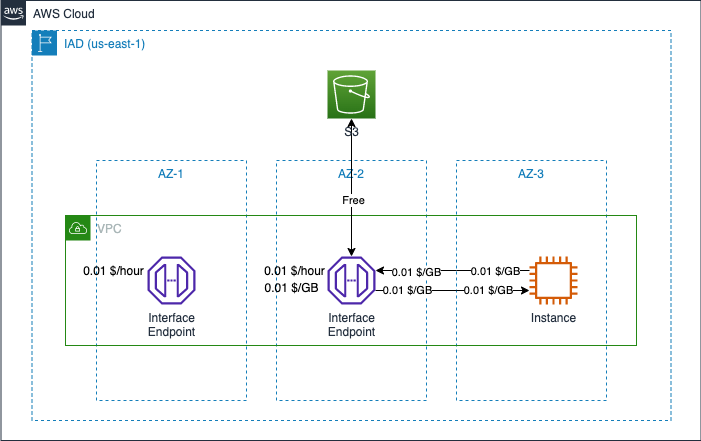 aws
AWS Cloud
IAD (us-east-1)
S3
AZ-1
AZ-2
AZ-3
Free
VPC
0.01 $/hour
0.01 $/hour
0.01 $/GB
0.01 $/GB
0.01 $/GB
0.01 $/GB
0.01 $/GB
Interface
Endpoint
Interface
Endpoint
Instance